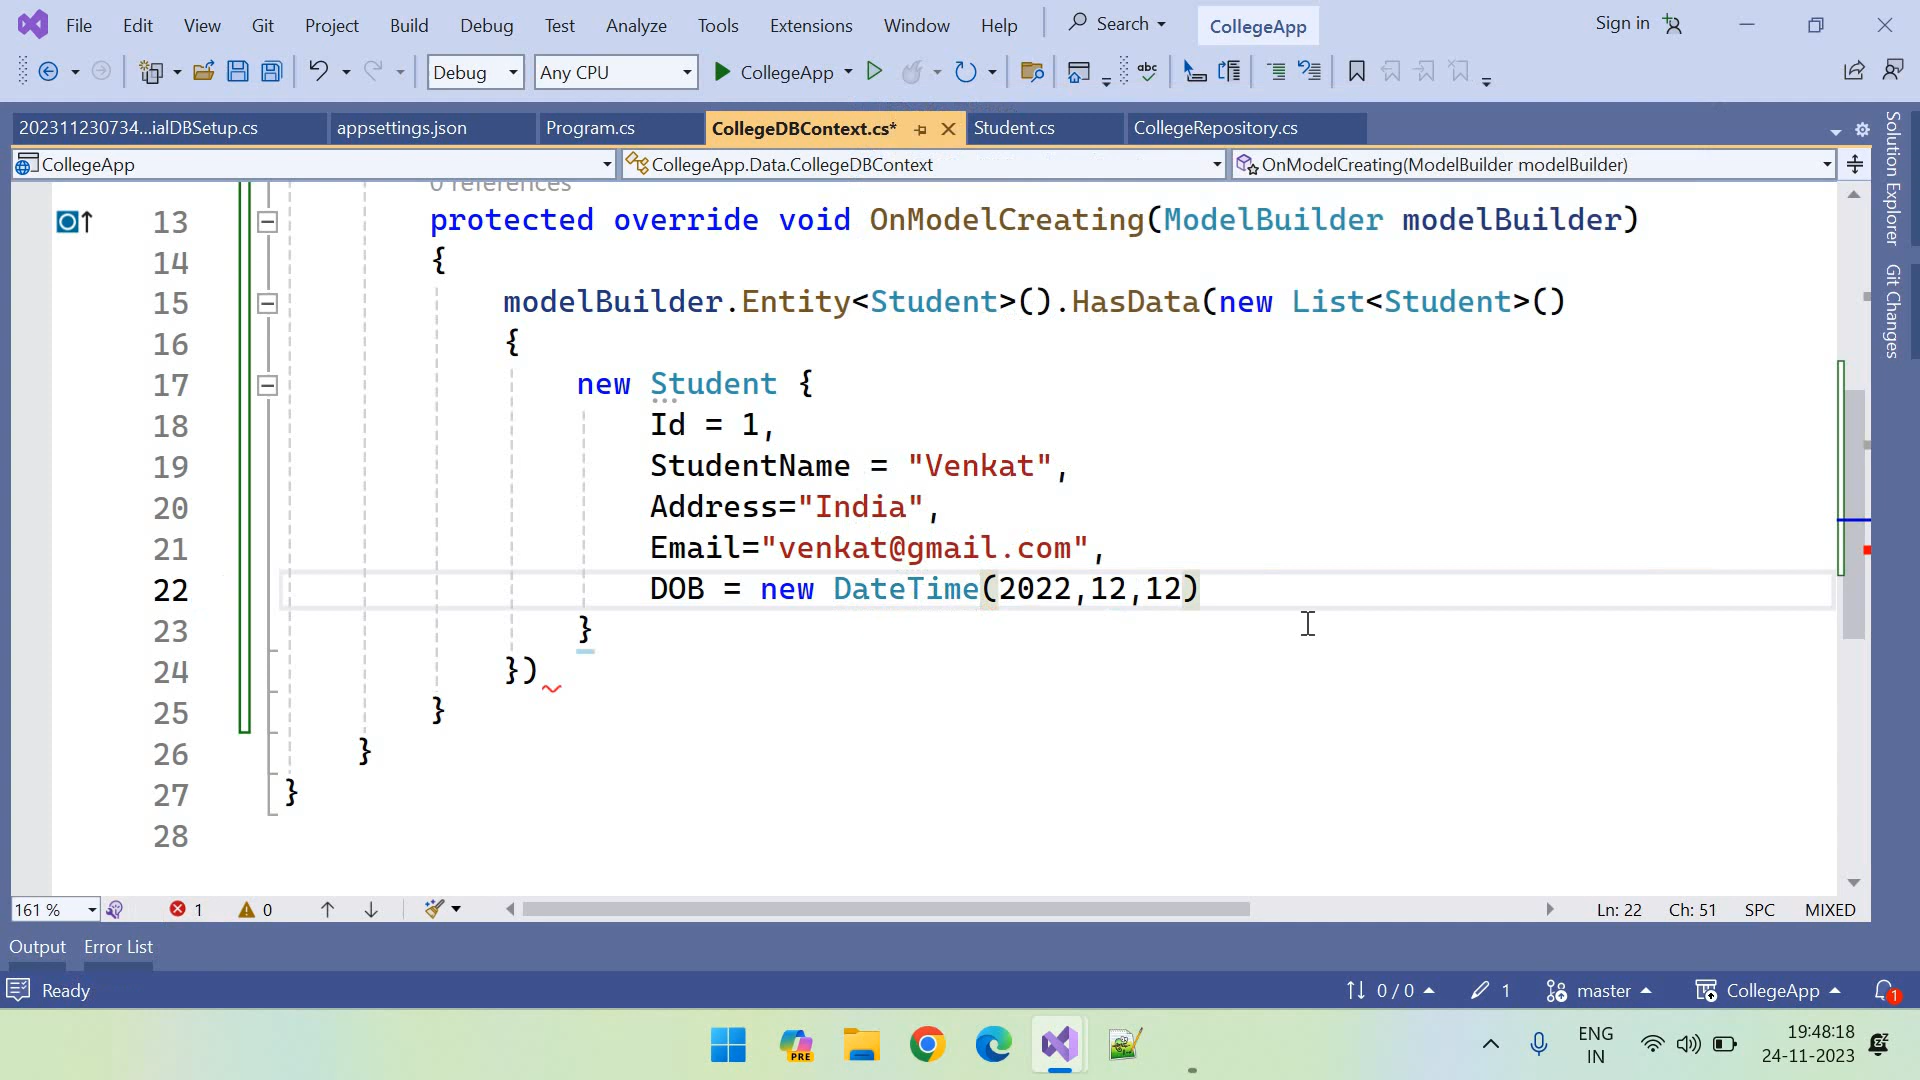 File Edit View Git Project Build Debug Test Analyze Tools Extensions Window Help Search CollegeApp Sign in
Debug Any CPU CollegeApp abc
202311230734...ialDBSetup.cs appsettings.json Program.cs CollegeDBContext.cs* Student.cs CollegeRepository.cs
CollegeApp CollegeApp.Data.CollegeDBContext OnModelCreating(ModelBuilder modelBuilder)
Solution Explorer
Git Changes
0 references
13 protected override void OnModelCreating(ModelBuilder modelBuilder)
14 {
15 modelBuilder.Entity<Student>().HasData(new List<Student>()
16 {
17 new Student {
18 Id = 1,
19 StudentName = "Venkat",
20 Address="India",
21 Email="venkat@gmail.com",
22 DOB = new DateTime(2022,12,12)
23 }
24 })
25 }
26 }
27 }
28
161 % 1 0 Ln: 22 Ch: 51 SPC MIXED
Output Error List
Ready 0 / 0 1 master CollegeApp 1
PRE ENG IN 19:48:18
24-11-2023